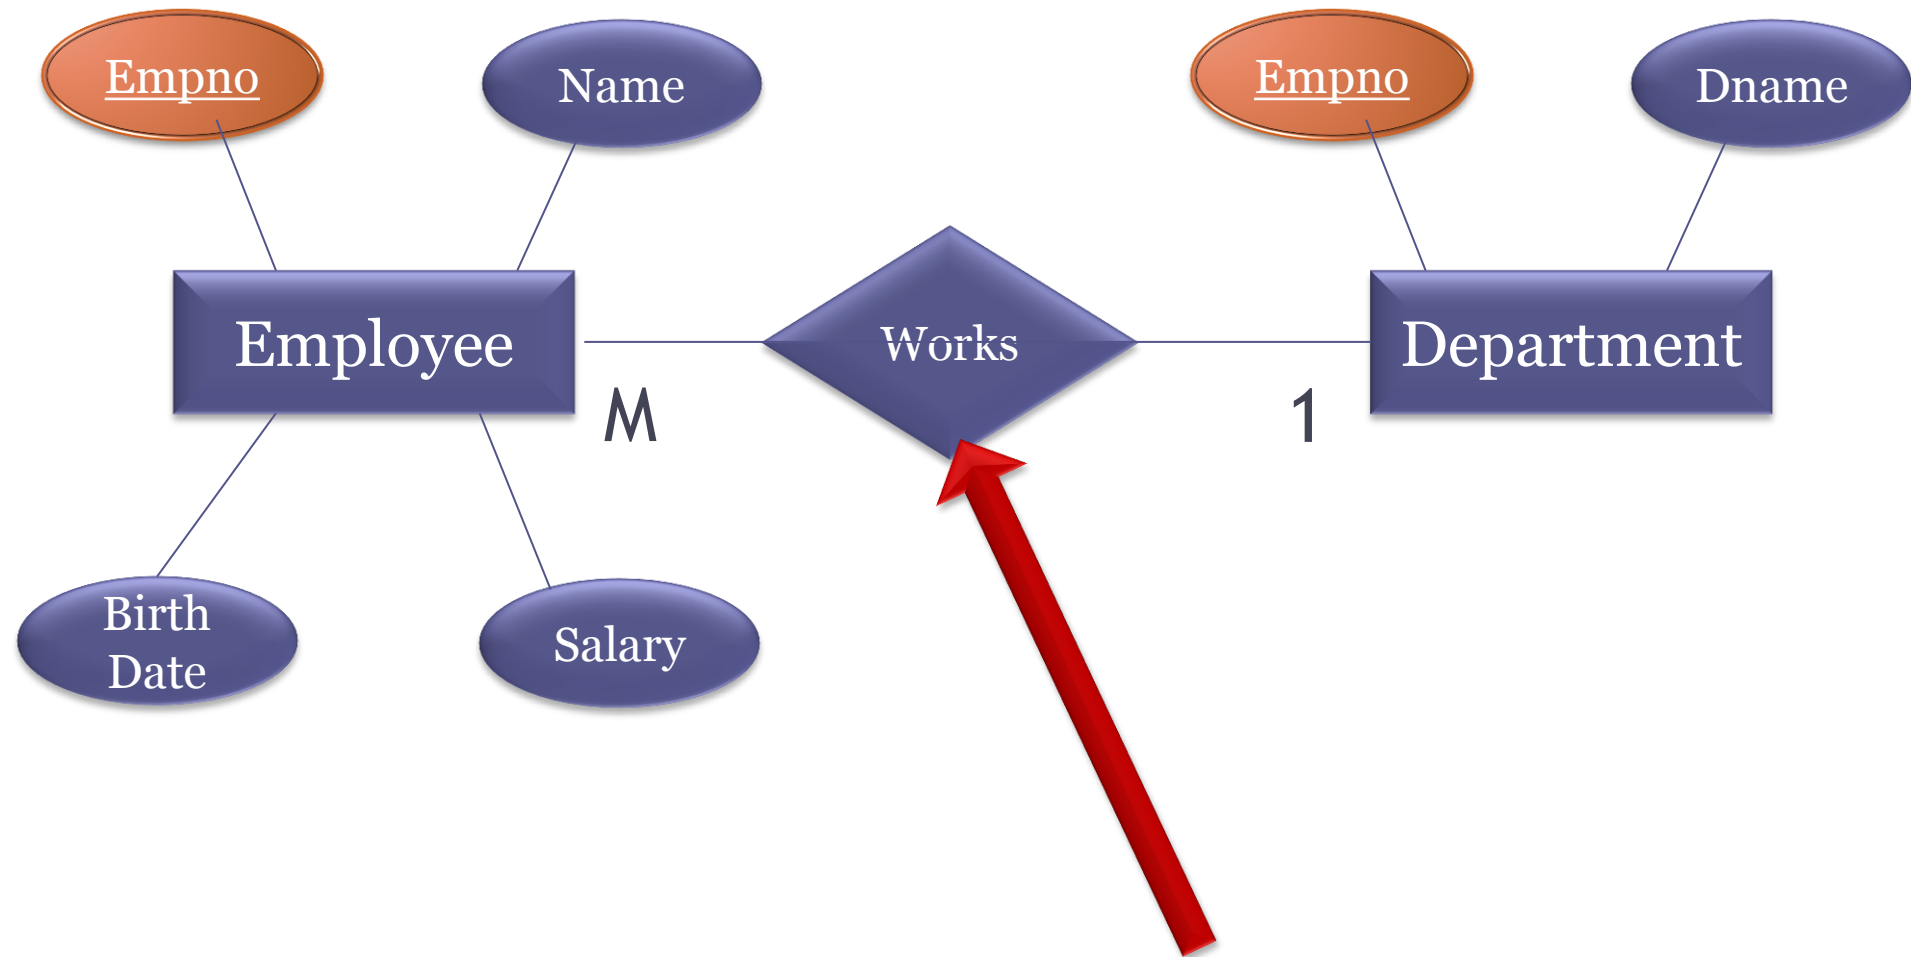 Empno
Name
Empno
Dname
Employee
Works
Department
M
1
Birth
Date
Salary